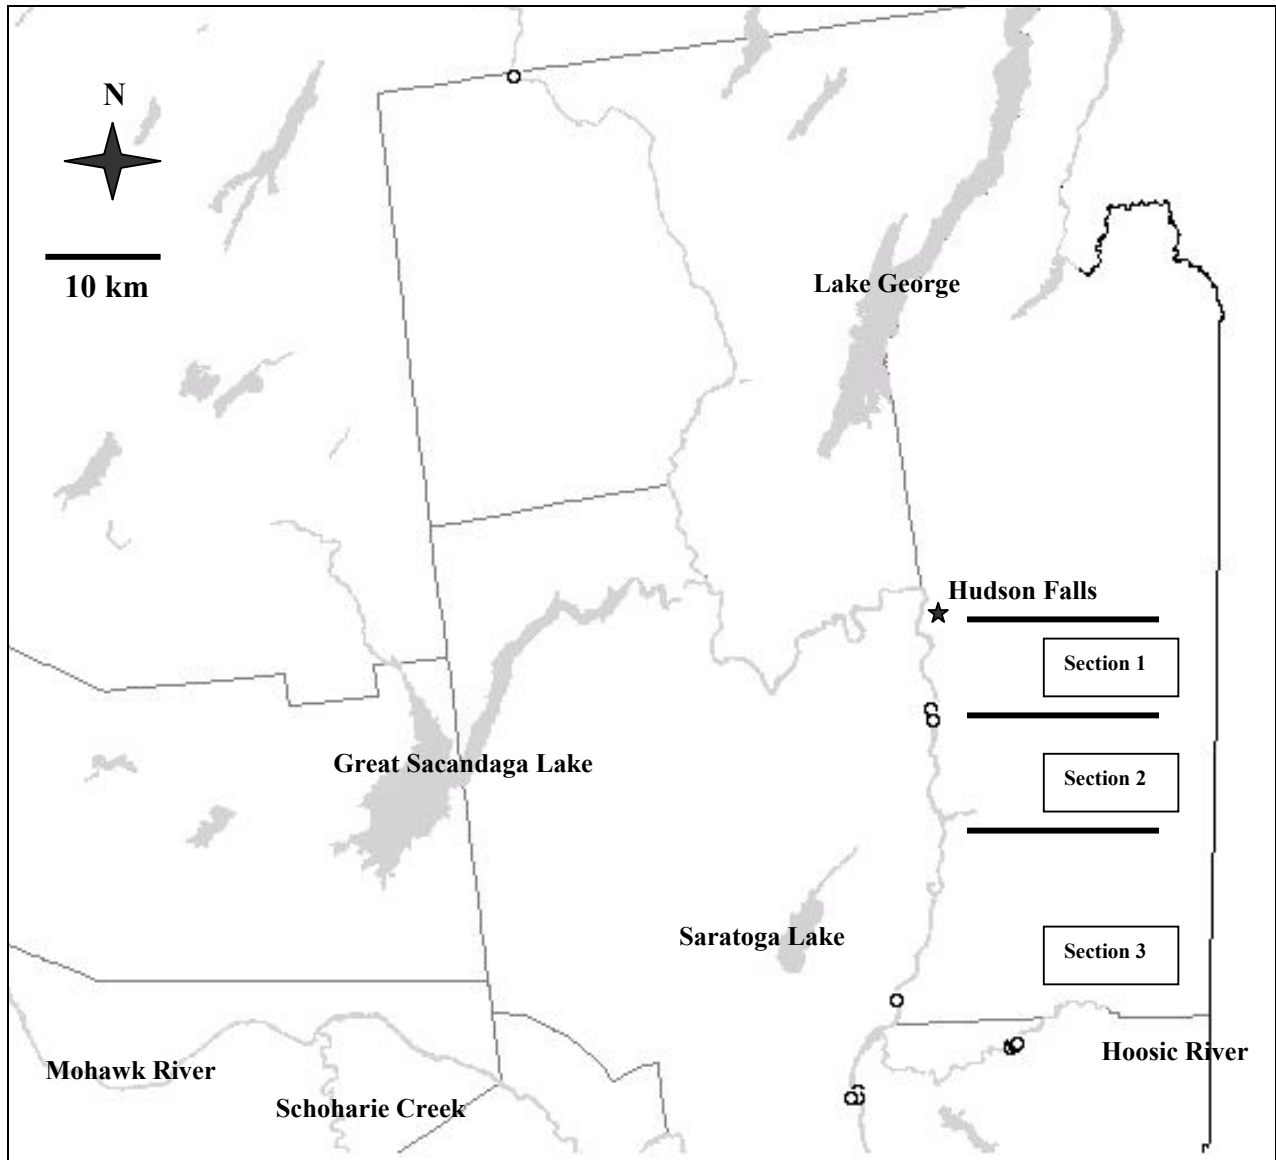 N
10 km
Lake George
Hudson Falls
Section 1
Great Sacandaga Lake
Section 2
Saratoga Lake
Section 3
Hoosic River
Mohawk River
Schoharie Creek